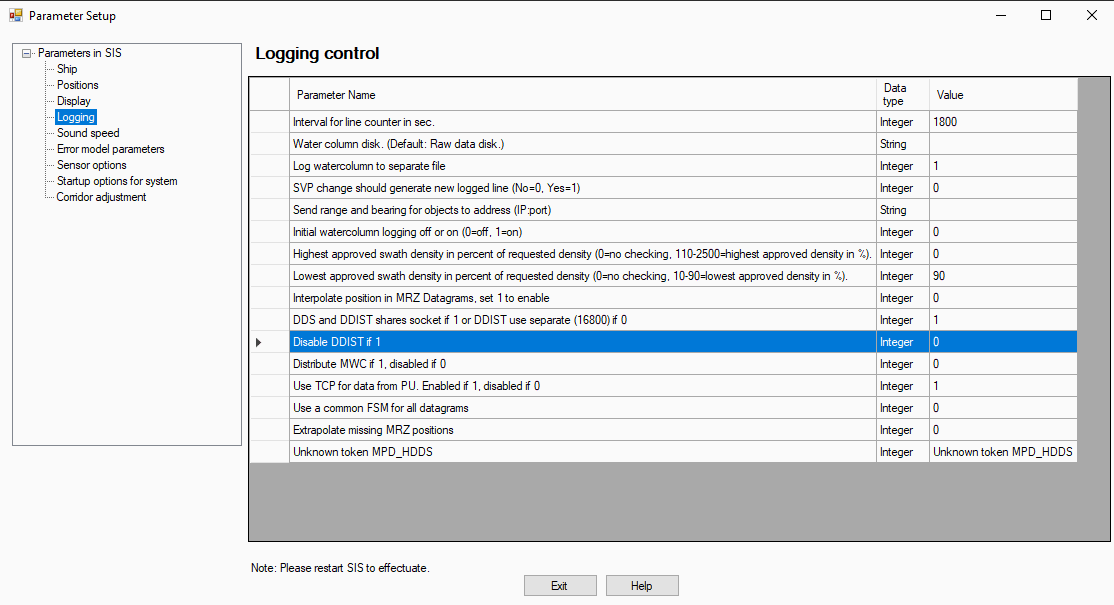 Parameter Setup
Parameters in SIS
Ship
Positions
Display
Logging
Sound speed
Error model parameters
Sensor options
Startup options for system
Corridor adjustment
Logging control
Parameter Name Data type Value
Interval for line counter in sec. Integer 1800
Water column disk. (Default: Raw data disk.) String
Log watercolumn to separate file Integer 1
SVP change should generate new logged line (No=0, Yes=1) Integer 0
Send range and bearing for objects to address (IP:port) String
Initial watercolumn logging off or on (0=off, 1=on) Integer 0
Highest approved swath density in percent of requested density (0=no checking, 110-2500=highest approved density in %). Integer 0
Lowest approved swath density in percent of requested density (0=no checking, 10-90=lowest approved density in %). Integer 90
Interpolate position in MRZ Datagrams, set 1 to enable Integer 0
DDS and DDIST shares socket if 1 or DDIST use separate (16800) if 0 Integer 1
Disable DDIST if 1 Integer 0
Distribute MWC if 1, disabled if 0 Integer 0
Use TCP for data from PU. Enabled if 1, disabled if 0 Integer 1
Use a common FSM for all datagrams Integer 0
Extrapolate missing MRZ positions Integer 0
Unknown token MPD_HDDS Integer Unknown token MPD_HDDS
Note: Please restart SIS to effectuate.
Exit Help